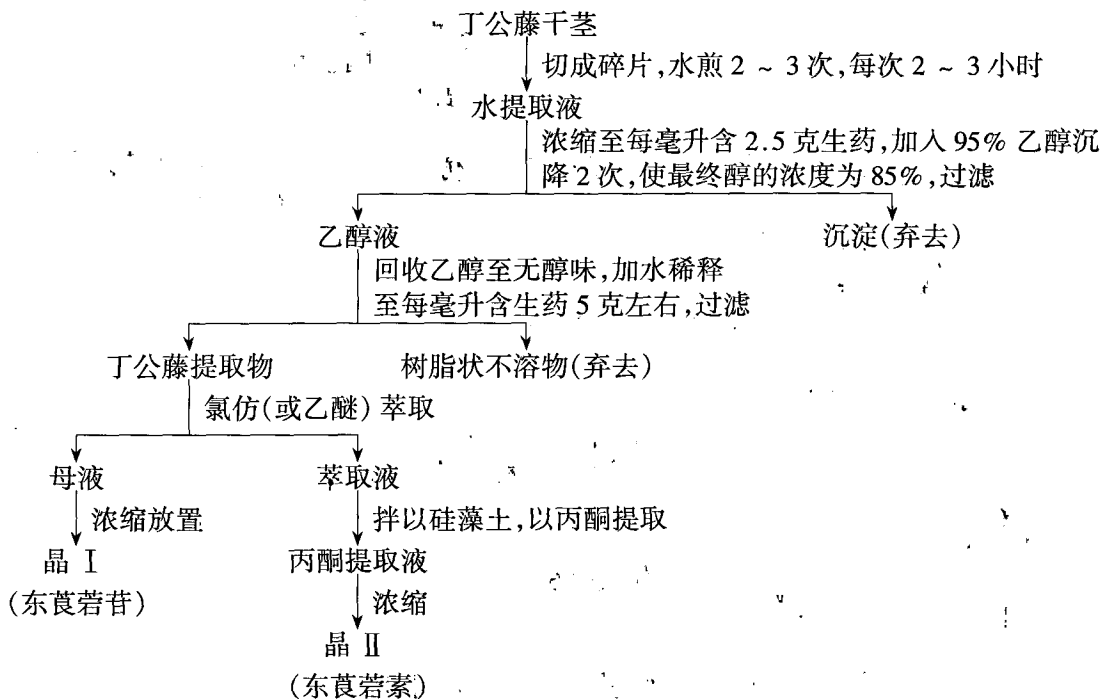 丁公藤干茎
切成碎片,水煎 2 ~ 3 次,每次 2 ~ 3 小时
水提取液
浓缩至每毫升含 2.5 克生药,加入 95% 乙醇沉
降 2 次,使最终醇的浓度为 85%,过滤
乙醇液
沉淀(弃去)
回收乙醇至无醇味,加水稀释
至每毫升含生药 5 克左右,过滤
丁公藤提取物
树脂状不溶物(弃去)
氯仿(或乙醚) 萃取
母液
萃取液
浓缩放置
拌以硅藻土,以丙酮提取
晶 Ⅰ
丙酮提取液
(东莨菪苷)
浓缩
晶 Ⅱ
(东莨菪素)